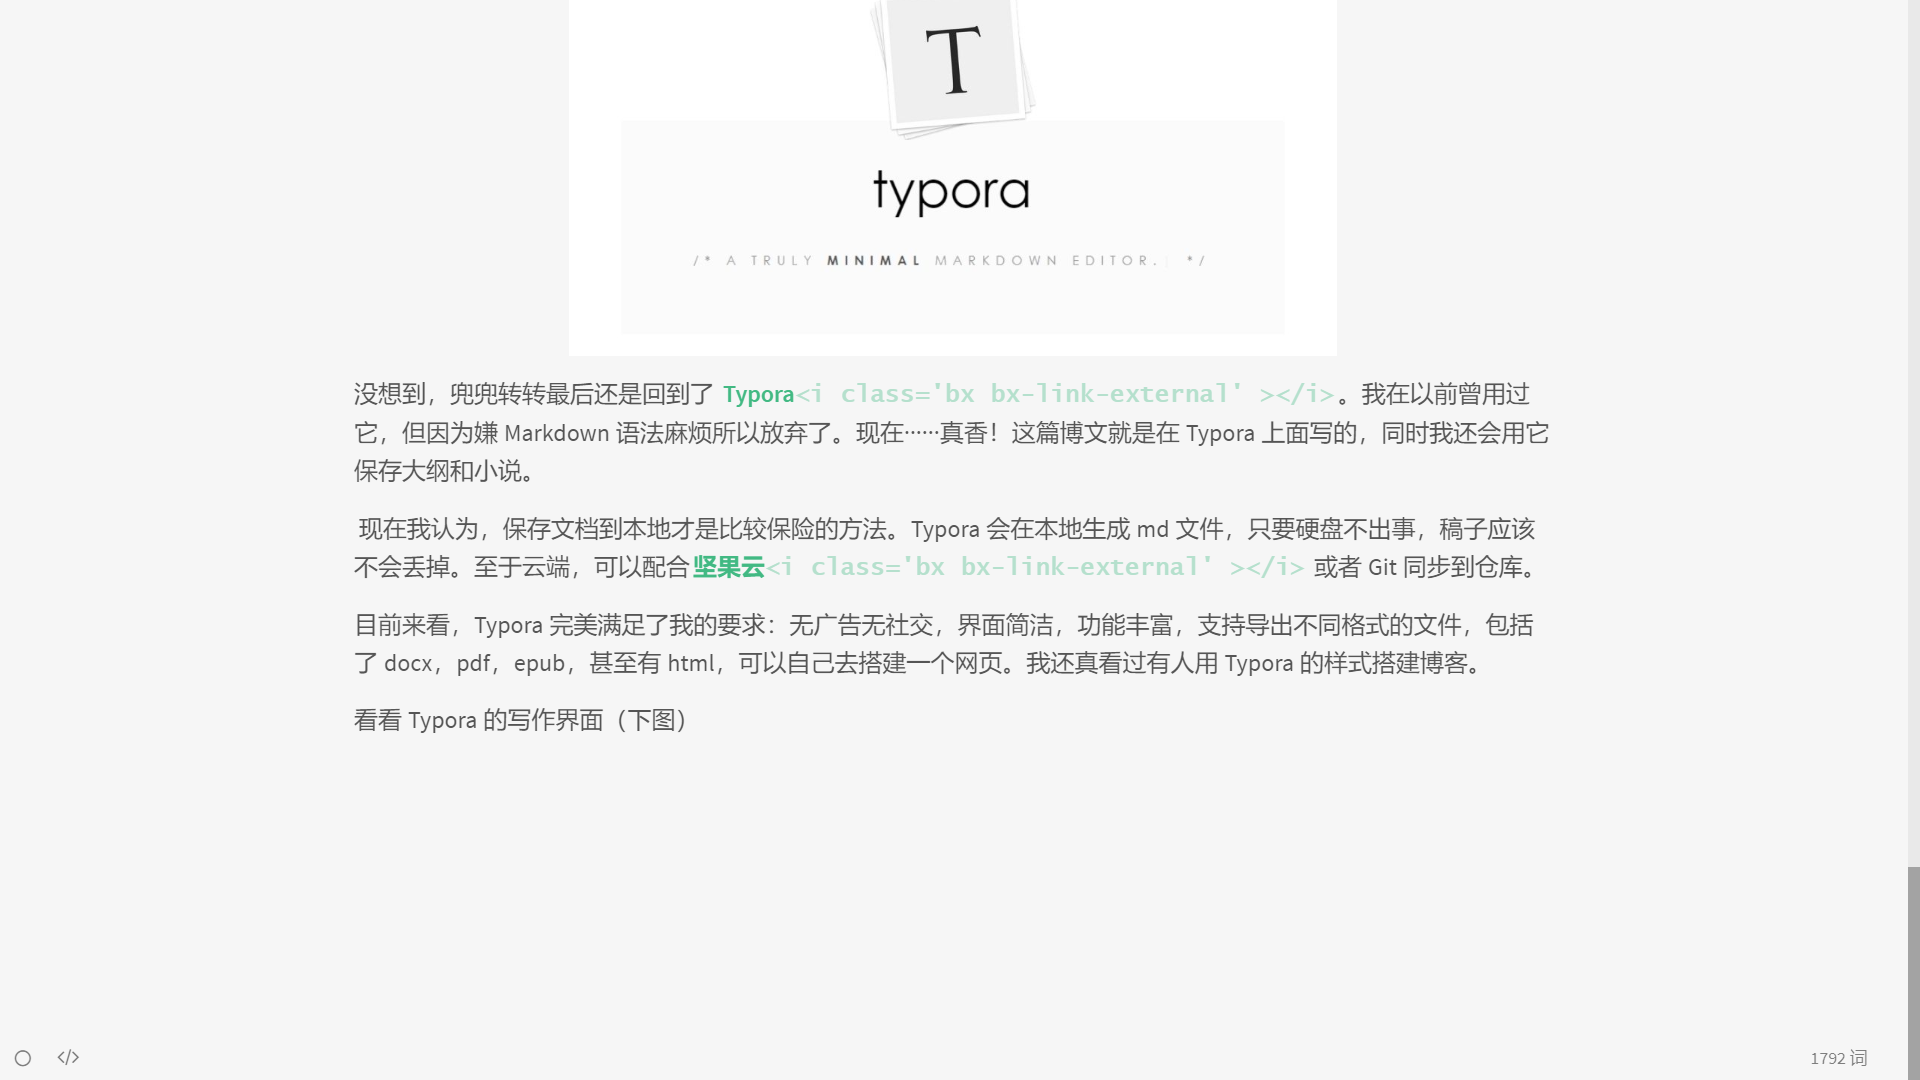 T
typora
/* A TRULY MINIMAL MARKDOWN EDITOR. */
没想到，兜兜转转最后还是回到了 Typora<i class='bx bx-link-external' ></i>。我在以前曾用过
它，但因为嫌 Markdown 语法麻烦所以放弃了。现在……真香！这篇博文就是在 Typora 上面写的，同时我还会用它
保存大纲和小说。
现在我认为，保存文档到本地才是比较保险的方法。Typora 会在本地生成 md 文件，只要硬盘不出事，稿子应该
不会丢掉。至于云端，可以配合坚果云<i class='bx bx-link-external' ></i> 或者 Git 同步到仓库。
目前来看，Typora 完美满足了我的要求：无广告无社交，界面简洁，功能丰富，支持导出不同格式的文件，包括
了 docx，pdf，epub，甚至有 html，可以自己去搭建一个网页。我还真看过有人用 Typora 的样式搭建博客。
看看 Typora 的写作界面（下图）
</> 1792 词